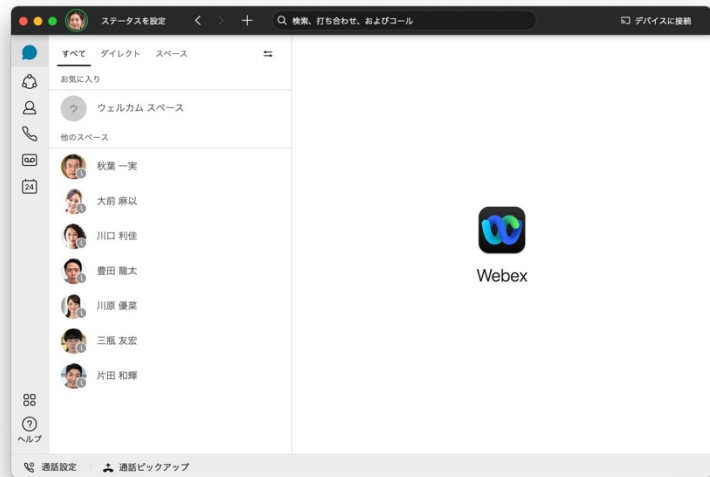 ステータスを設定
検索、打ち合わせ、およびコール
デバイスに接続
すべて ダイレクト スペース
お気に入り
ウ ウェルカム スペース
他のスペース
秋葉 一実
大前 麻以
川口 利佳
豊田 龍太
川原 優菜
三瓶 友宏
片田 和輝
24
Webex
ヘルプ
通話設定 通話ピックアップ